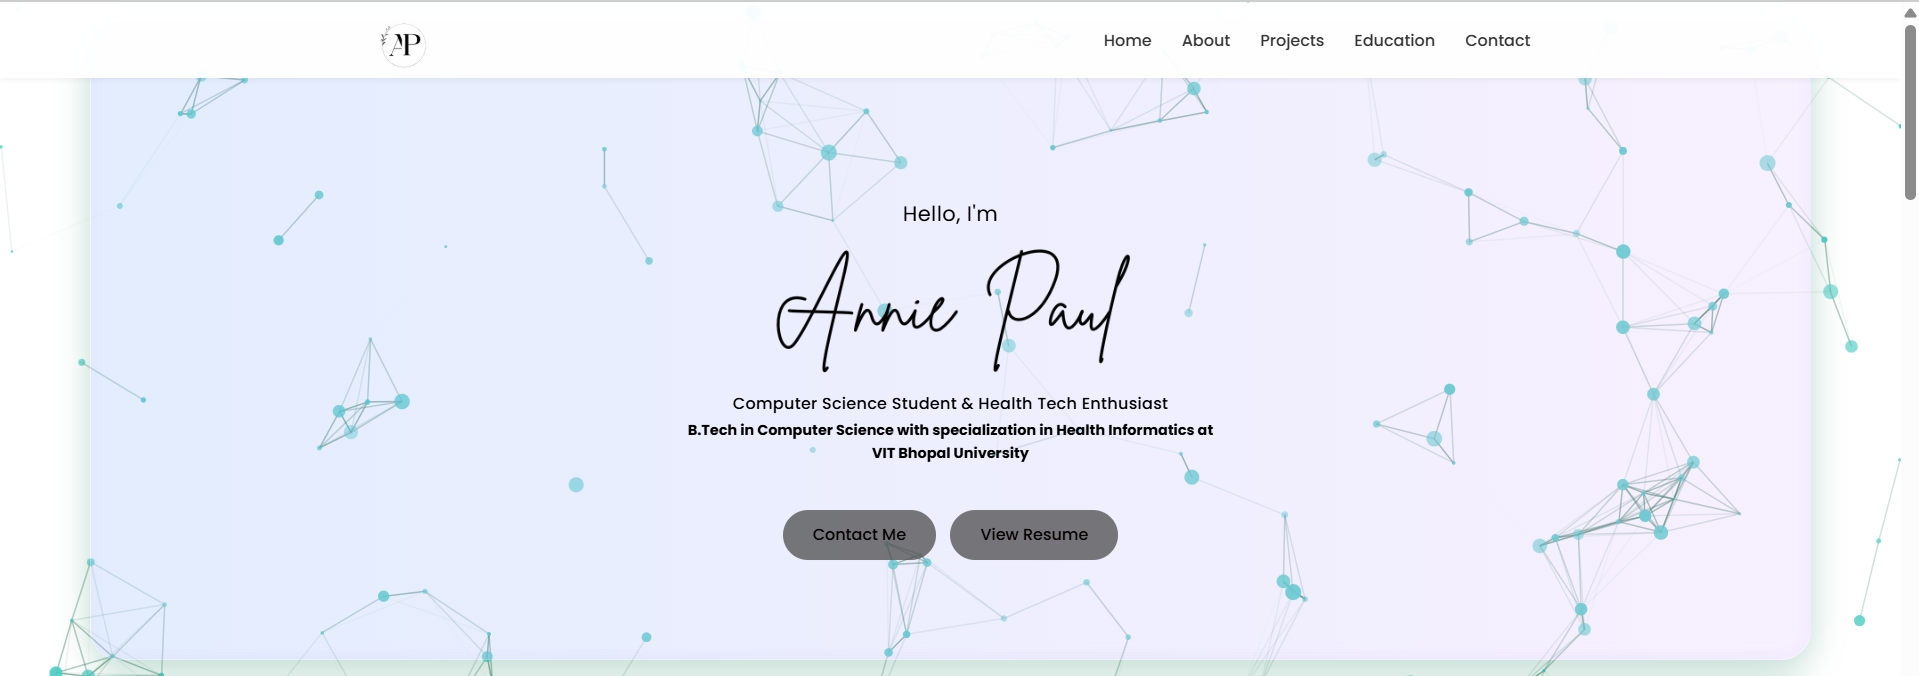 AP
Home About Projects Education Contact
Hello, I'm
Annie Paul
Computer Science Student & Health Tech Enthusiast
B.Tech in Computer Science with specialization in Health Informatics at
VIT Bhopal University
Contact Me View Resume